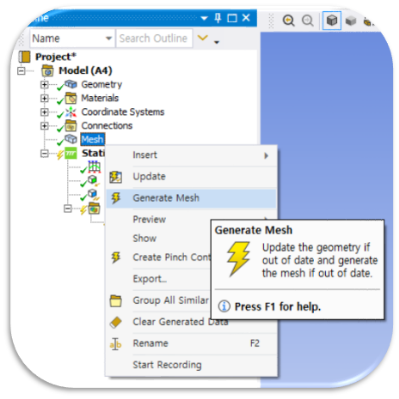 Name
Search Outline
Project*
Model (A4)
Geometry
Materials
Coordinate Systems
Connections
Mesh
Stati
Insert
Update
Generate Mesh
Preview
Show
Create Pinch Cont
Export...
Group All Similar
Clear Generated Data
Rename F2
Start Recording
Generate Mesh
Update the geometry if
out of date and generate
the mesh if out of date.
Press F1 for help.